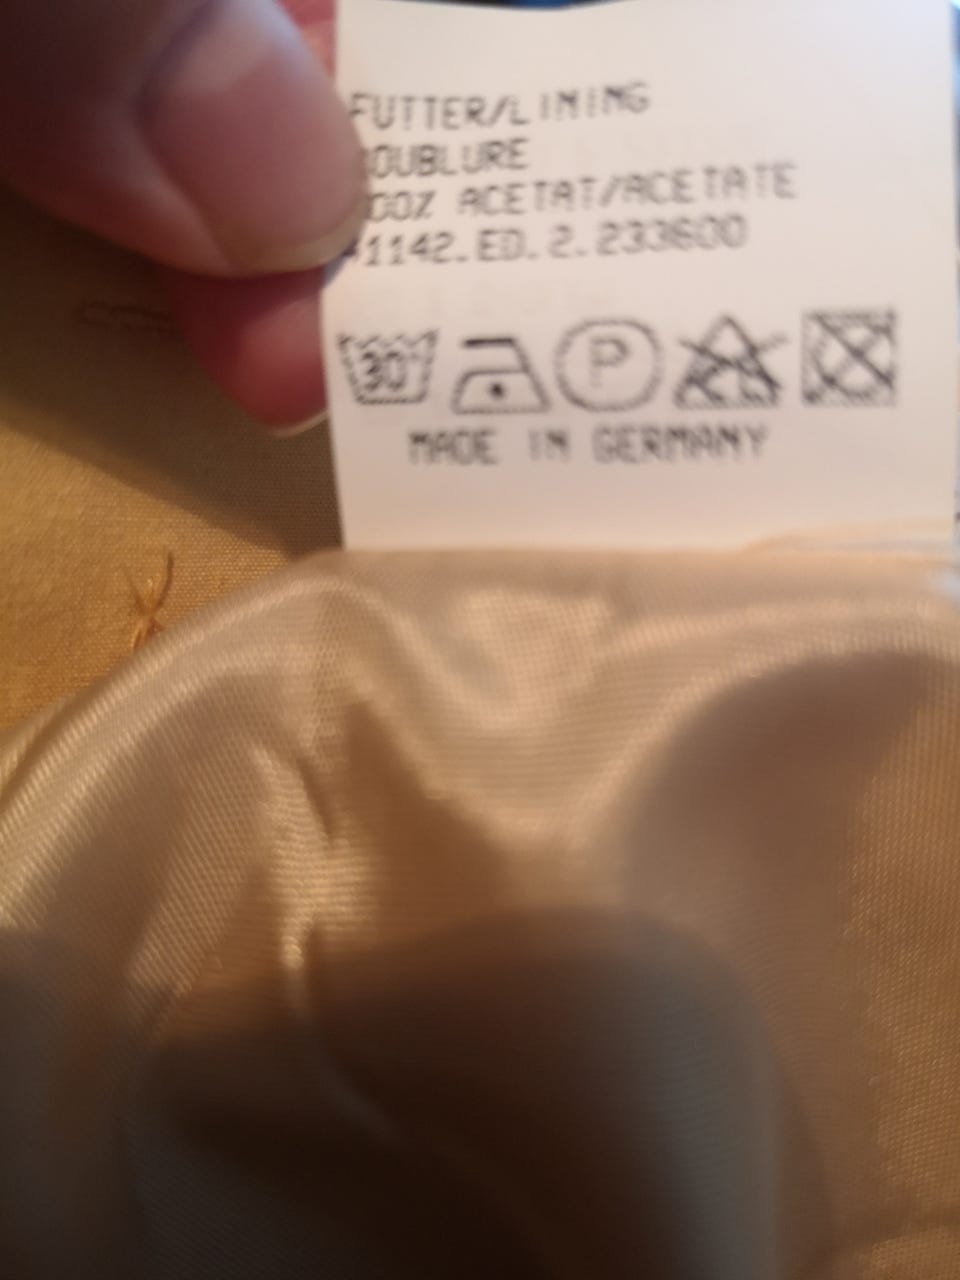 FUTTER/LINING
OUBLURE
00% ACETAT/ACETATE
1142.ED.2.233600
30°
P
MADE IN GERMANY